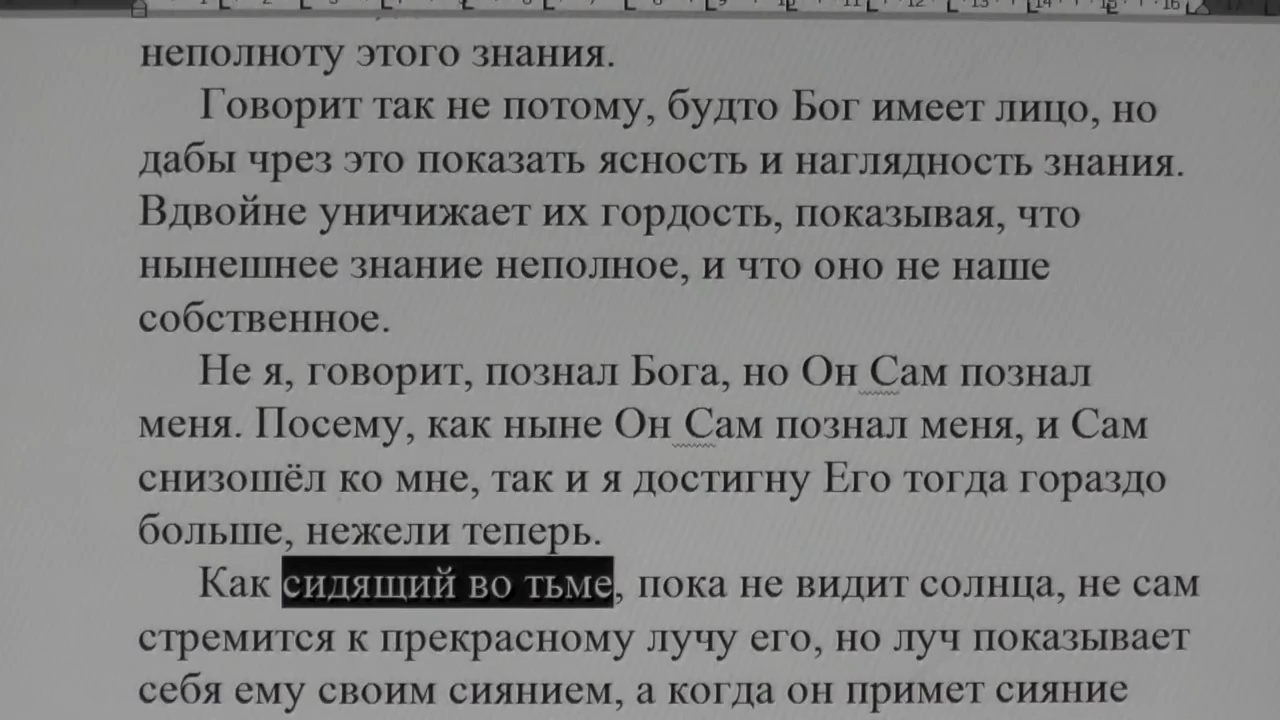 неполноту этого знания.
Говорит так не потому, будто Бог имеет лицо, но
дабы чрез это показать ясность и наглядность знания.
Вдвойне уничижает их гордость, показывая, что
нынешнее знание неполное, и что оно не наше
собственное.
Не я, говорит, познал Бога, но Он Сам познал
меня. Посему, как ныне Он Сам познал меня, и Сам
снизошёл ко мне, так и я достигну Его тогда гораздо
больше, нежели теперь.
Как сидящий во тьме, пока не видит солнца, не сам
стремится к прекрасному лучу его, но луч показывает
себя ему своим сиянием, а когда он примет сияние